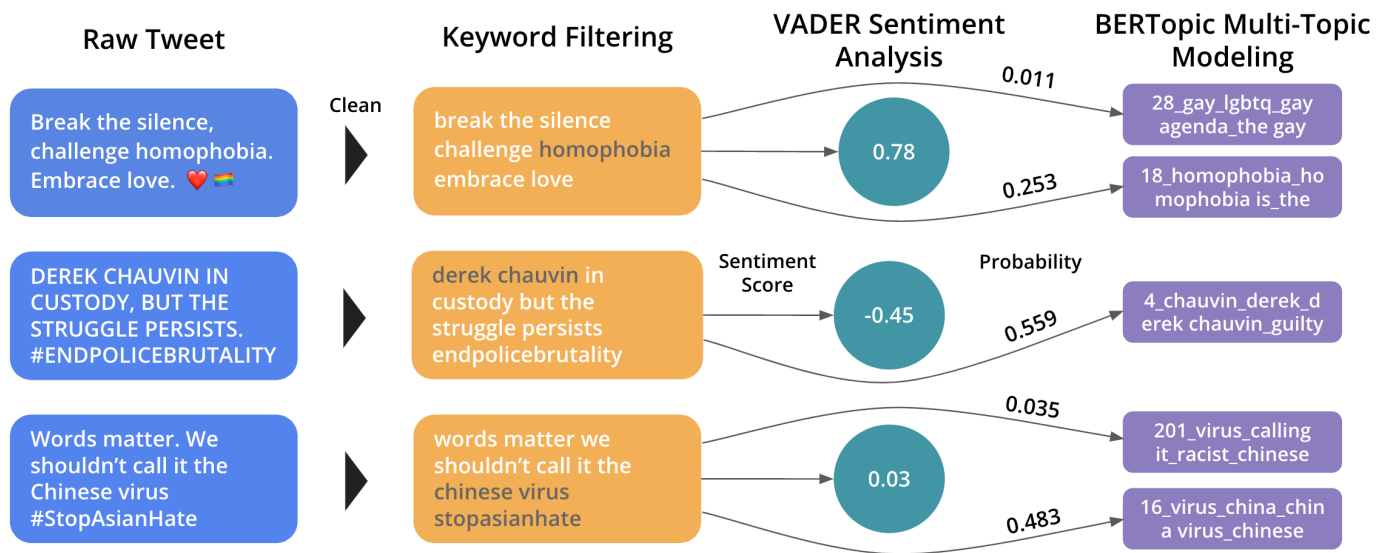 Raw Tweet
Keyword Filtering
VADER Sentiment
Analysis
BERTopic Multi-Topic
Modeling
Break the silence,
challenge homophobia.
Embrace love. ❤️🏳️‍🌈
Clean
break the silence
challenge homophobia
embrace love
0.78
0.011
0.253
28_gay_lgbtq_gay
agenda_the gay
18_homophobia_ho
mophobia is_the
DEREK CHAUVIN IN
CUSTODY, BUT THE
STRUGGLE PERSISTS.
#ENDPOLICEBRUTALITY
derek chauvin in
custody but the
struggle persists
endpolicebrutality
Sentiment
Score
-0.45
Probability
0.559
4_chauvin_derek_d
erek chauvin_guilty
Words matter. We
shouldn’t call it the
Chinese virus
#StopAsianHate
words matter we
shouldn’t call it the
chinese virus
stopasianhate
0.03
0.035
0.483
201_virus_calling
it_racist_chinese
16_virus_china_chin
a virus_chinese